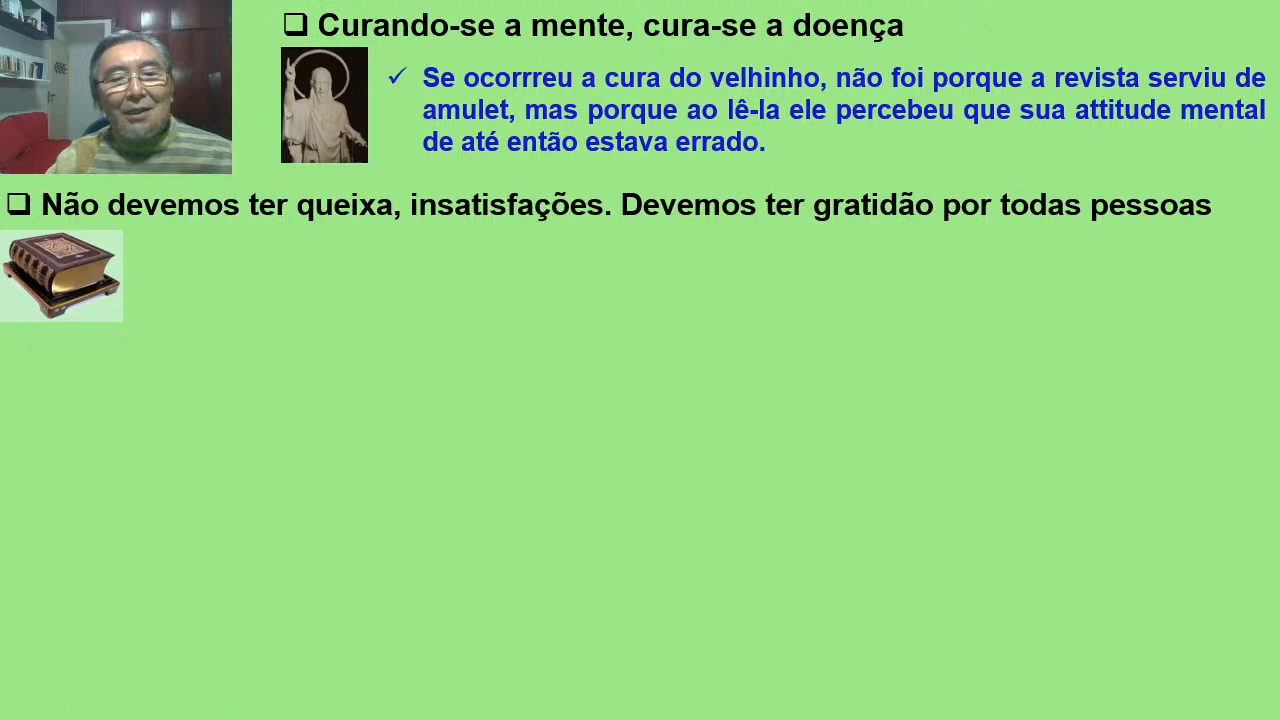 ❑ Curando-se a mente, cura-se a doença
✓ Se ocorrreu a cura do velhinho, não foi porque a revista serviu de
amulet, mas porque ao lê-la ele percebeu que sua attitude mental
de até então estava errado.
❑ Não devemos ter queixa, insatisfações. Devemos ter gratidão por todas pessoas